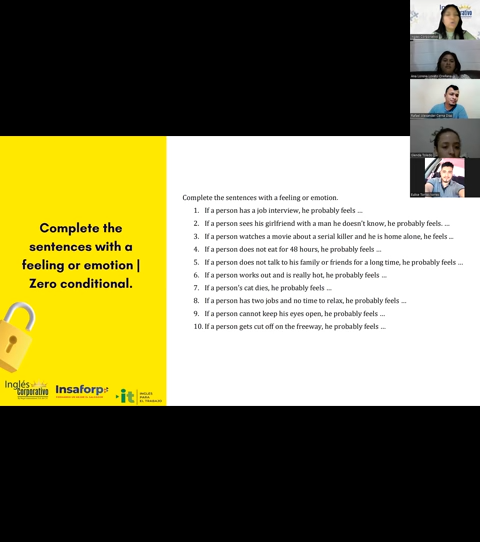 Complete the
sentences with a
feeling or emotion |
Zero conditional.
Inglés
Corporativo
Insaforp
it
INGLÉS
PARA
EL TRABAJO
Complete the sentences with a feeling or emotion.
1. If a person has a job interview, he probably feels …
2. If a person sees his girlfriend with a man he doesn't know, he probably feels. …
3. If a person watches a movie about a serial killer and he is home alone, he feels ...
4. If a person does not eat for 48 hours, he probably feels …
5. If a person does not talk to his family or friends for a long time, he probably feels …
6. If a person works out and is really hot, he probably feels …
7. If a person's cat dies, he probably feels …
8. If a person has two jobs and no time to relax, he probably feels …
9. If a person cannot keep his eyes open, he probably feels …
10. If a person gets cut off on the freeway, he probably feels …